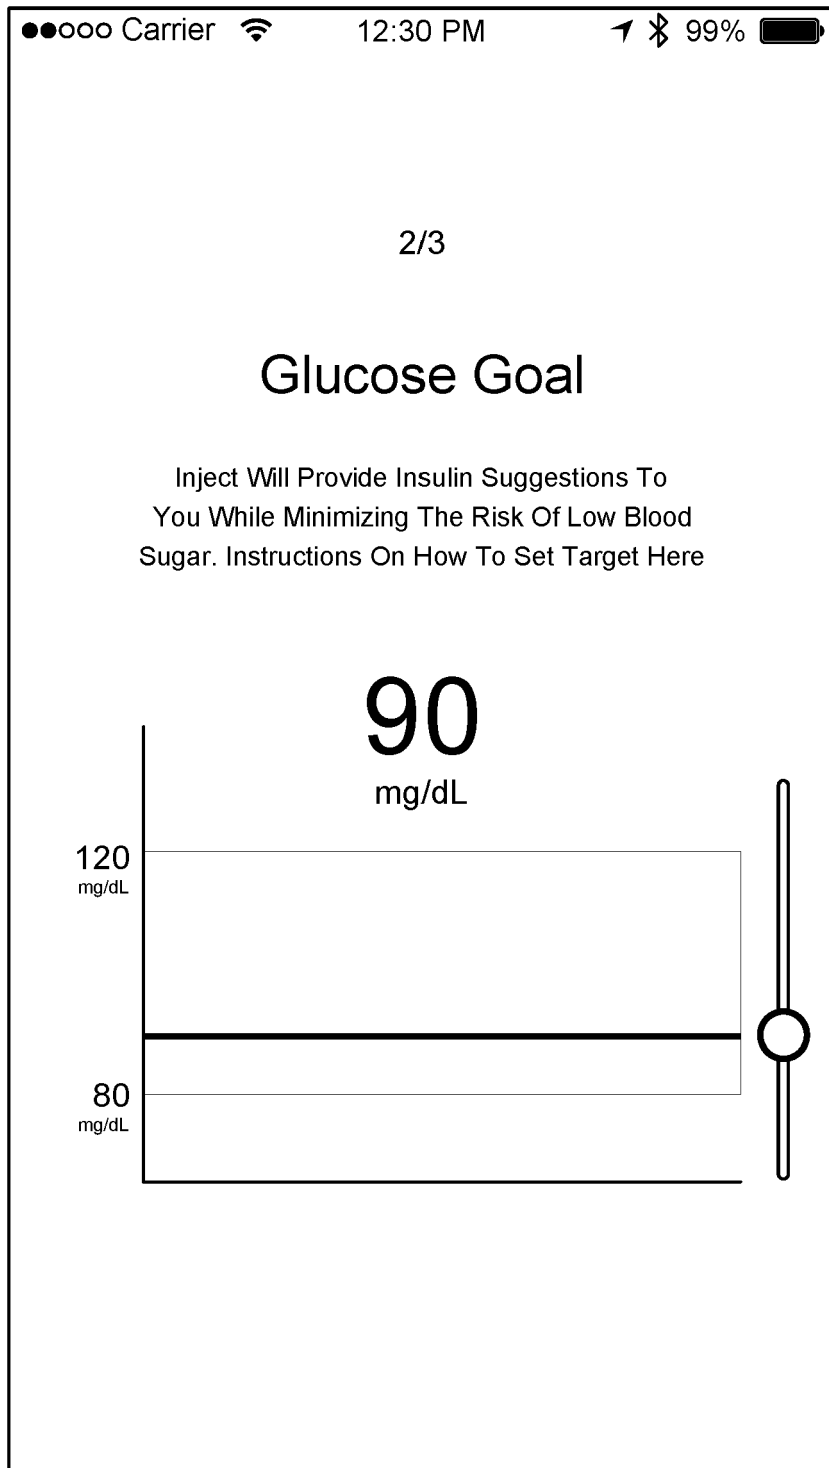 Carrier 12:30 PM 99%
2/3
Glucose Goal
Inject Will Provide Insulin Suggestions To
You While Minimizing The Risk Of Low Blood
Sugar. Instructions On How To Set Target Here
90
mg/dL
120
mg/dL
80
mg/dL